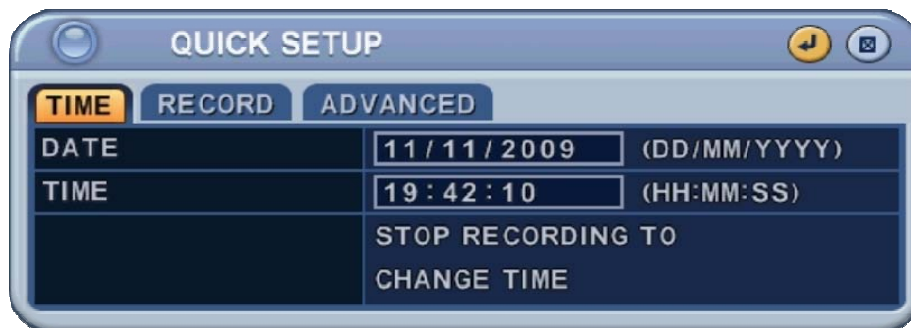 QUICK SETUP
TIME RECORD ADVANCED
DATE 11/11/2009 (DD/MM/YYYY)
TIME 19:42:10 (HH:MM:SS)
STOP RECORDING TO
CHANGE TIME